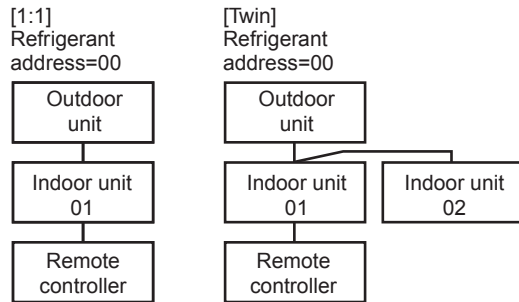 [1:1]
Refrigerant
address=00
Outdoor
unit
Indoor unit
01
Remote
controller
[Twin]
Refrigerant
address=00
Outdoor
unit
Indoor unit
01
Indoor unit
02
Remote
controller